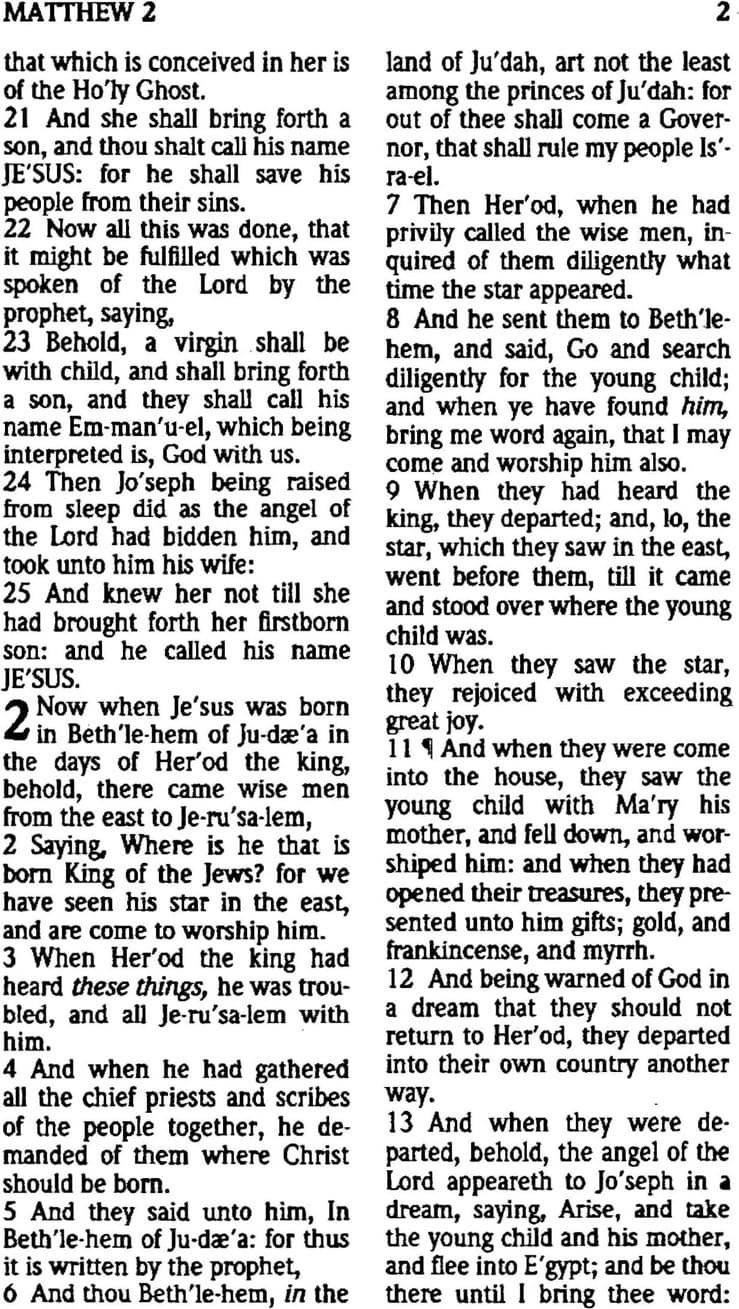 MATTHEW 2
2
that which is conceived in her is
of the Ho'ly Ghost.
21 And she shall bring forth a
son, and thou shalt call his name
JE'SUS: for he shall save his
people from their sins.
22 Now all this was done, that
it might be fulfilled which was
spoken of the Lord by the
prophet, saying,
23 Behold, a virgin shall be
with child, and shall bring forth
a son, and they shall call his
name Em-man'u-el, which being
interpreted is, God with us.
24 Then Jo'seph being raised
from sleep did as the angel of
the Lord had bidden him, and
took unto him his wife:
25 And knew her not till she
had brought forth her firstborn
son: and he called his name
JE'SUS.
2 Now when Je'sus was born
in Beth'le-hem of Ju-dæ'a in
the days of Her'od the king,
behold, there came wise men
from the east to Je-ru'sa-lem,
2 Saying, Where is he that is
born King of the Jews? for we
have seen his star in the east,
and are come to worship him.
3 When Her'od the king had
heard these things, he was trou-
bled, and all Je-ru'sa-lem with
him.
4 And when he had gathered
all the chief priests and scribes
of the people together, he de-
manded of them where Christ
should be born.
5 And they said unto him, In
Beth'le-hem of Ju-dæ'a: for thus
it is written by the prophet,
6 And thou Beth'le-hem, in the
land of Ju'dah, art not the least
among the princes of Ju'dah: for
out of thee shall come a Gover-
nor, that shall rule my people Is'-
ra-el.
7 Then Her'od, when he had
privily called the wise men, in-
quired of them diligently what
time the star appeared.
8 And he sent them to Beth'le-
hem, and said, Go and search
diligently for the young child;
and when ye have found him,
bring me word again, that I may
come and worship him also.
9 When they had heard the
king, they departed; and, lo, the
star, which they saw in the east,
went before them, till it came
and stood over where the young
child was.
10 When they saw the star,
they rejoiced with exceeding
great joy.
11 ¶ And when they were come
into the house, they saw the
young child with Ma'ry his
mother, and fell down, and wor-
shiped him: and when they had
opened their treasures, they pre-
sented unto him gifts; gold, and
frankincense, and myrrh.
12 And being warned of God in
a dream that they should not
return to Her'od, they departed
into their own country another
way.
13 And when they were de-
parted, behold, the angel of the
Lord appeareth to Jo'seph in a
dream, saying, Arise, and take
the young child and his mother,
and flee into E'gypt; and be thou
there until I bring thee word: